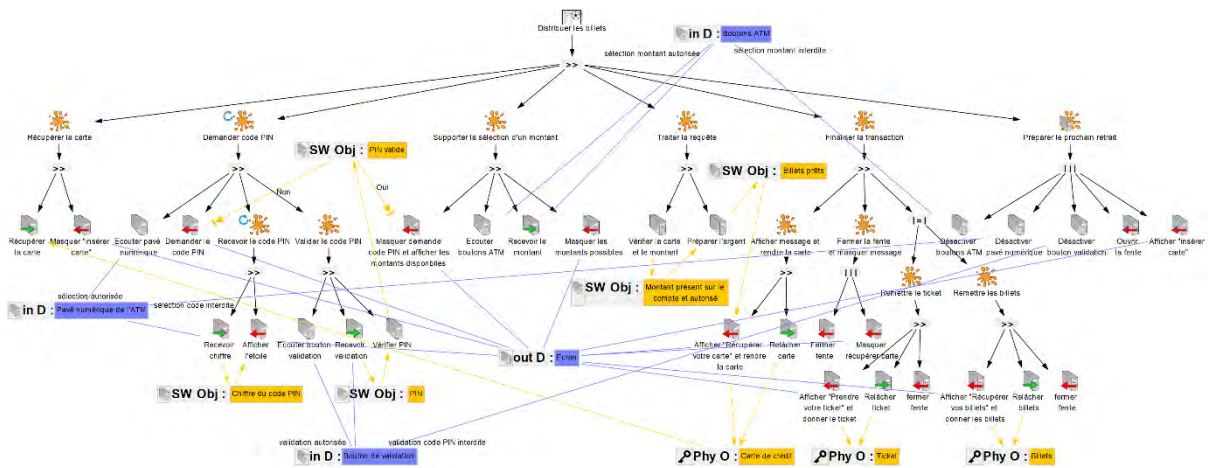 Distribuer les billets
in D : Boutons ATM
sélection montant autorisée
sélection montant interdite
>>
Récupérer la carte
Demander code PIN
Supporter la sélection d'un montant
Traiter la requête
Finaliser la transaction
Préparer le prochain retrait
SW Obj : PIN valide
SW Obj : Billets prêts
>>
>>
>>
>>
>>
|||
Non
Oui
|=|
Récupérer
la carte
Masquer "insérer
carte"
Ecouter pavé
numérique
Demander le
code PIN
Recevoir le code PIN
Valider le code PIN
Masquer demande
code PIN et afficher les
montants disponibles
Ecouter
boutons ATM
Recevoir le
montant
Masquer les
montants possibles
Vérifier la carte
et le montant
Préparer l'argent
Afficher message et
rendre la carte
Fermer la fente
et masquer message
Désactiver
boutons ATM
Désactiver
pavé numérique
Désactiver
bouton validation
Ouvrir
la fente
Afficher "insérer
carte"
>>
>>
>>
|||
Remettre le ticket
Remettre les billets
SW Obj : Montant présent sur le
compte et autorisé
sélection autorisée
sélection code interdite
in D : Pavé numérique de l'ATM
>>
>>
Recevoir
chiffre
Afficher
l'étoile
Ecouter bouton
validation
Recevoir
validation
Vérifier PIN
out D : Ecran
Afficher "Récupérer
votre carte" et rendre
la carte
Relâcher
carte
Fermer
fente
Masquer
récupérer carte
SW Obj : Chiffre du code PIN
SW Obj : PIN
Afficher "Prendre
votre ticket" et
donner le ticket
Relâcher
ticket
fermer
fente
Afficher "Récupérer
vos billets" et
donner les billets
Relâcher
billets
fermer
fente
validation autorisée
validation code PIN interdite
in D : Bouton de validation
Phy O : Carte de crédit
Phy O : Ticket
Phy O : Billets